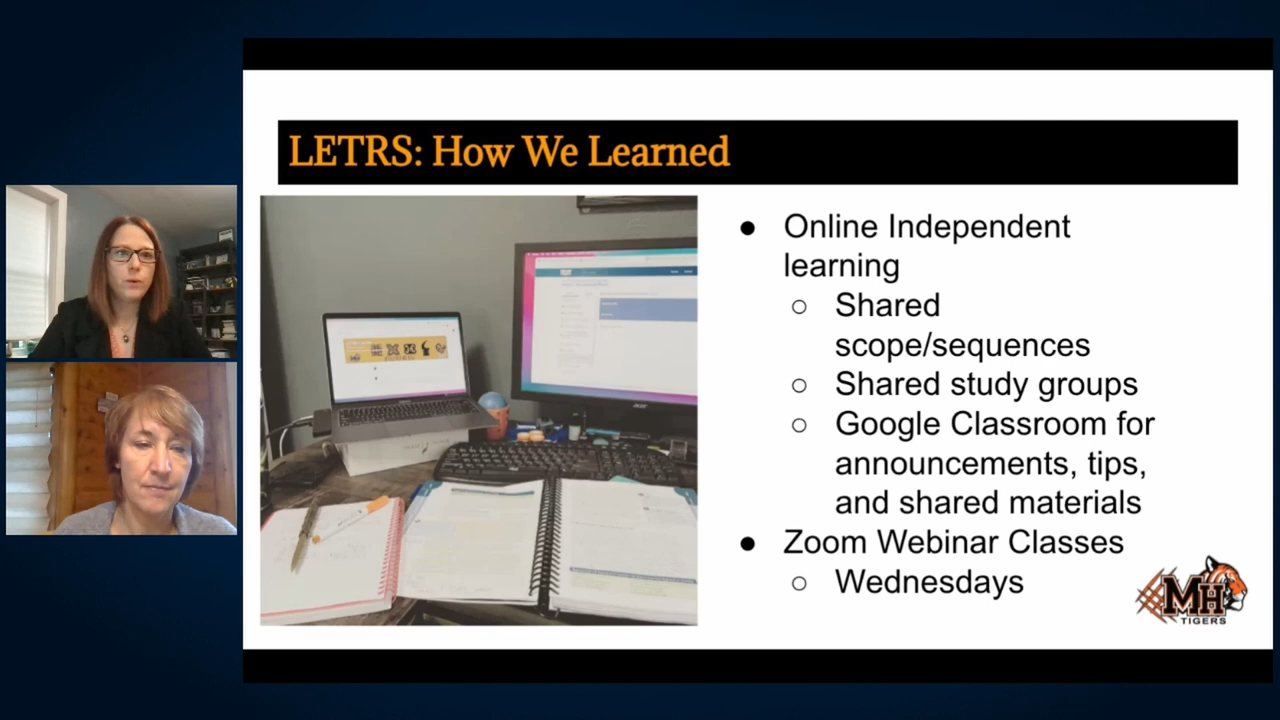 LETRS: How We Learned
● Online Independent
learning
○ Shared
scope/sequences
○ Shared study groups
○ Google Classroom for
announcements, tips,
and shared materials
● Zoom Webinar Classes
○ Wednesdays
MH
TIGERS
acer